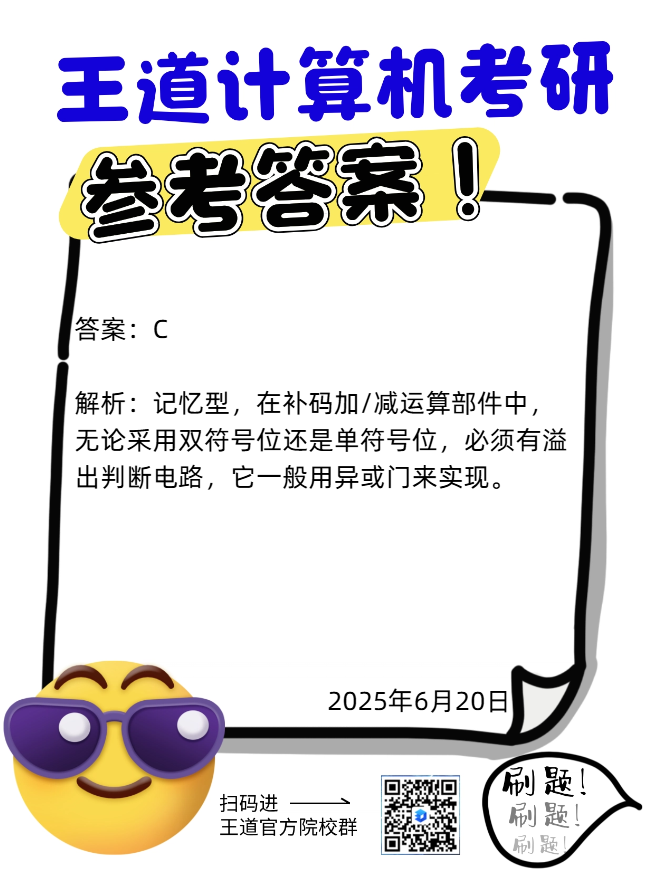 王道计算机考研
参考答案！
答案：C
解析：记忆型，在补码加/减运算部件中，
无论采用双符号位还是单符号位，必须有溢
出判断电路，它一般用异或门来实现。
2025年6月20日
扫码进
王道官方院校群
刷题！
刷题！
刷题！